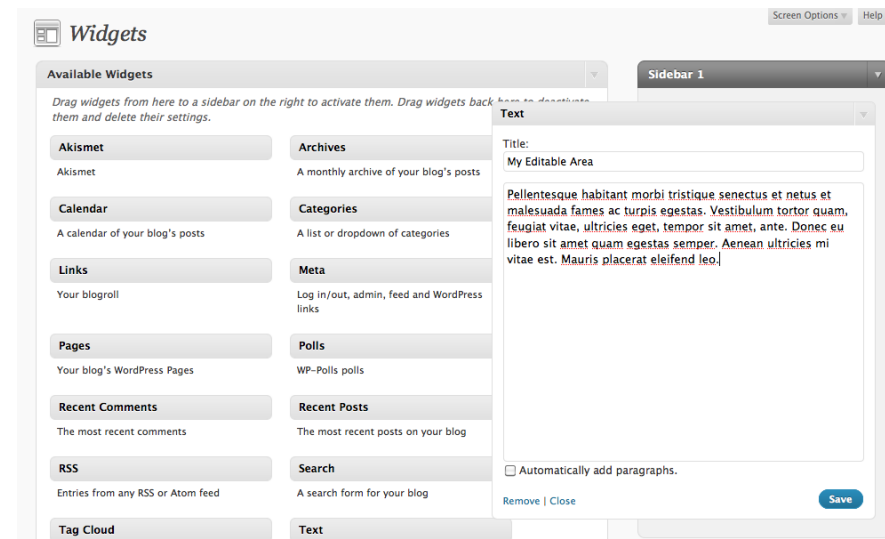 Screen Options
Help
Widgets
Available Widgets
Sidebar 1
Drag widgets from here to a sidebar on the right to activate them. Drag widgets back here to deactivate
them and delete their settings.
Text
Title:
My Editable Area
Pellentesque habitant morbi tristique senectus et netus et
malesuada fames ac turpis egestas. Vestibulum tortor quam,
feugiat vitae, ultricies eget, tempor sit amet, ante. Donec eu
libero sit amet quam egestas semper. Aenean ultricies mi
vitae est. Mauris placerat eleifend leo.
Automatically add paragraphs.
Remove | Close
Save
Akismet
Akismet
Archives
A monthly archive of your blog's posts
Calendar
A calendar of your blog's posts
Categories
A list or dropdown of categories
Links
Your blogroll
Meta
Log in/out, admin, feed and WordPress
links
Pages
Your blog's WordPress Pages
Polls
WP-Polls polls
Recent Comments
The most recent comments
Recent Posts
The most recent posts on your blog
RSS
Entries from any RSS or Atom feed
Search
A search form for your blog
Tag Cloud
Text